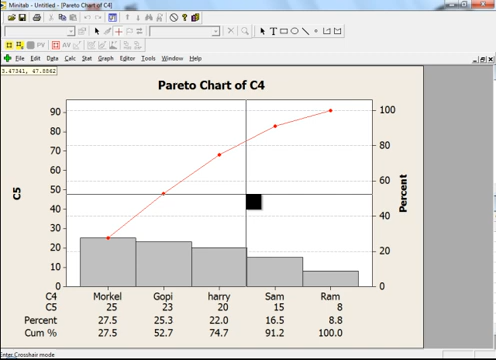 Minitab - Untitled - [Pareto Chart of C4]
File Edit Data Calc Stat Graph Editor Tools Window Help
9.47341, 47.8862
Pareto Chart of C4
90
80
70
60
50
40
30
20
10
0
C5
100
80
60
40
20
0
Percent
C4 Morkel Gopi harry Sam Ram
C5 25 23 20 15 8
Percent 27.5 25.3 22.0 16.5 8.8
Cum % 27.5 52.7 74.7 91.2 100.0
Enter Crosshair mode